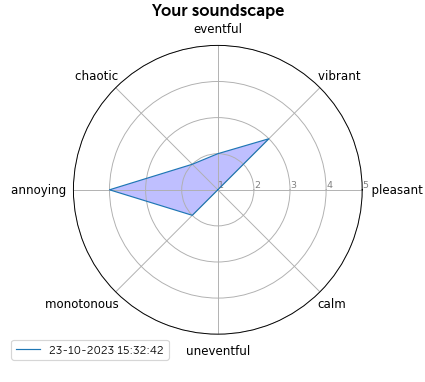 Your soundscape
eventful
chaotic
vibrant
annoying
1
2
3
4
5
pleasant
monotonous
calm
23-10-2023 15:32:42
uneventful